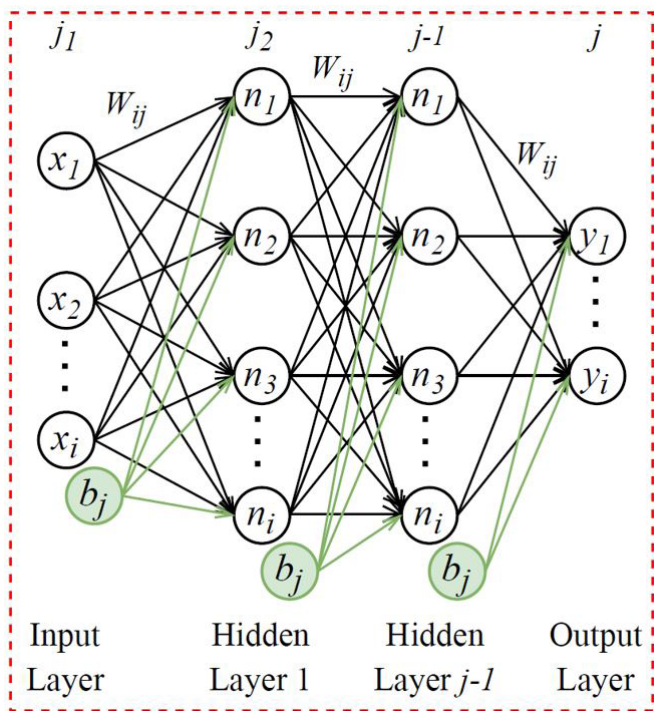 j₁ j₂ j-1 j
Wᵢⱼ Wᵢⱼ
n₁ n₁
x₁ Wᵢⱼ
n₂ n₂ y₁
x₂
n₃ n₃ yᵢ
xᵢ
bⱼ nᵢ nᵢ
bⱼ bⱼ
Input Hidden Hidden Output
Layer Layer 1 Layer j-1 Layer